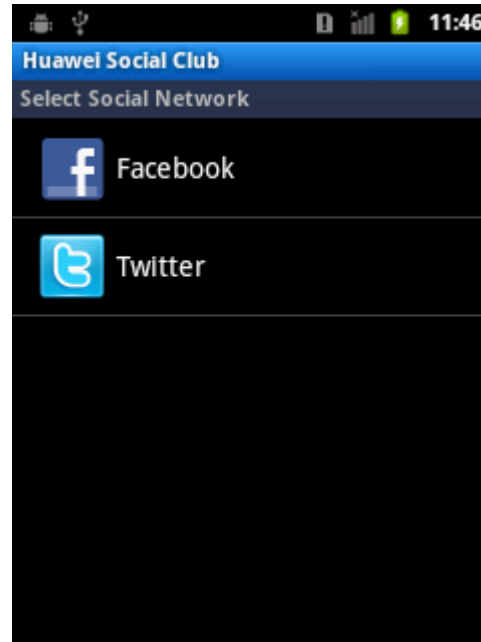 11:46
Huawei Social Club
Select Social Network
Facebook
Twitter